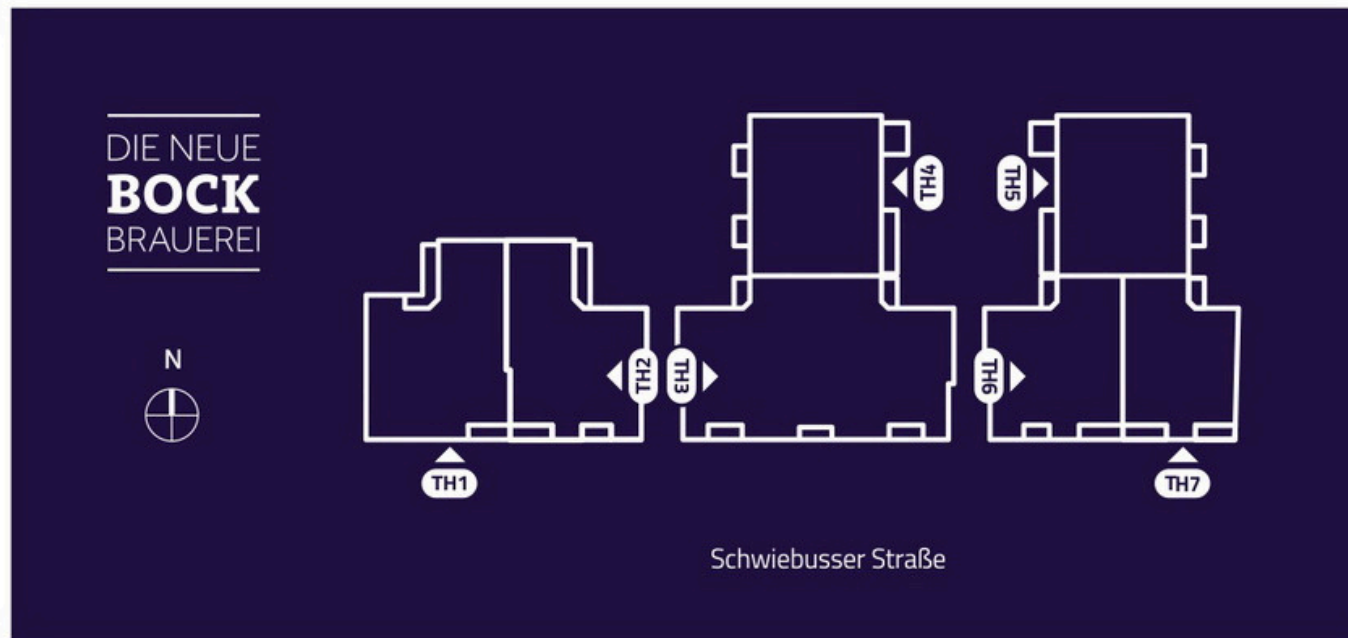 DIE NEUE
BOCK
BRAUEREI
N
TH4
TH5
TH2
TH3
TH6
TH1
TH7
Schwiebusser Straße